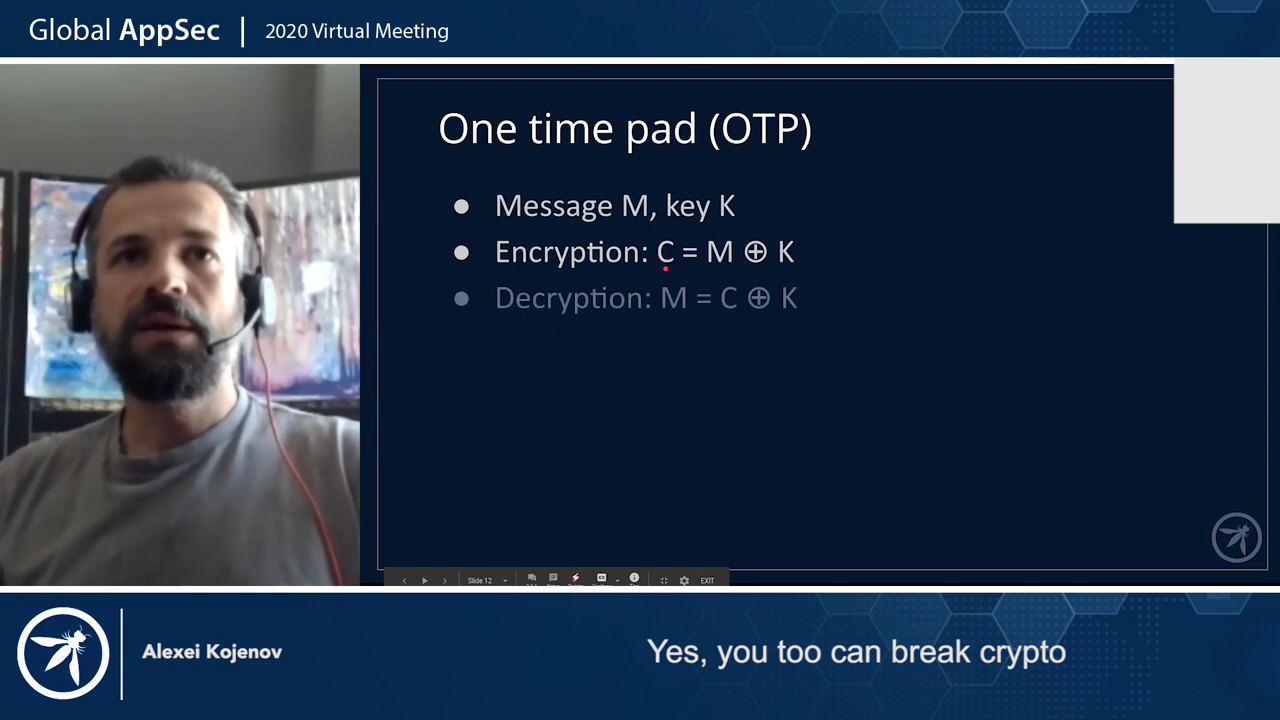 Global AppSec | 2020 Virtual Meeting
One time pad (OTP)
● Message M, key K
● Encryption: C = M ⊕ K
● Decryption: M = C ⊕ K
Slide 12
EXIT
Alexei Kojenov
Yes, you too can break crypto